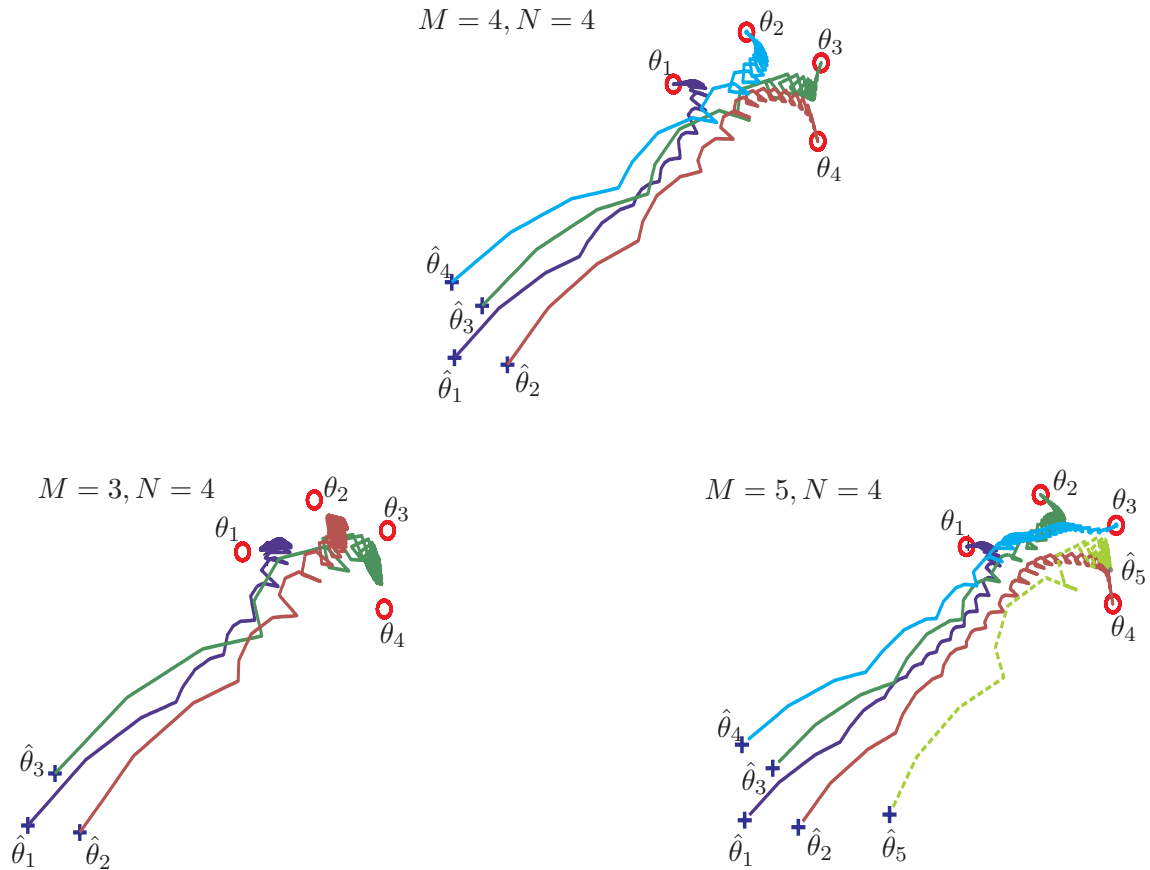 M = 4, N = 4
θ₂
θ₃
θ₁
θ₄
θ̂₄
θ̂₃
θ̂₁
θ̂₂
M = 3, N = 4
θ₂
θ₃
θ₁
θ₄
θ̂₃
θ̂₁
θ̂₂
M = 5, N = 4
θ₂
θ₃
θ₁
θ̂₅
θ₄
θ̂₄
θ̂₃
θ̂₁
θ̂₂
θ̂₅